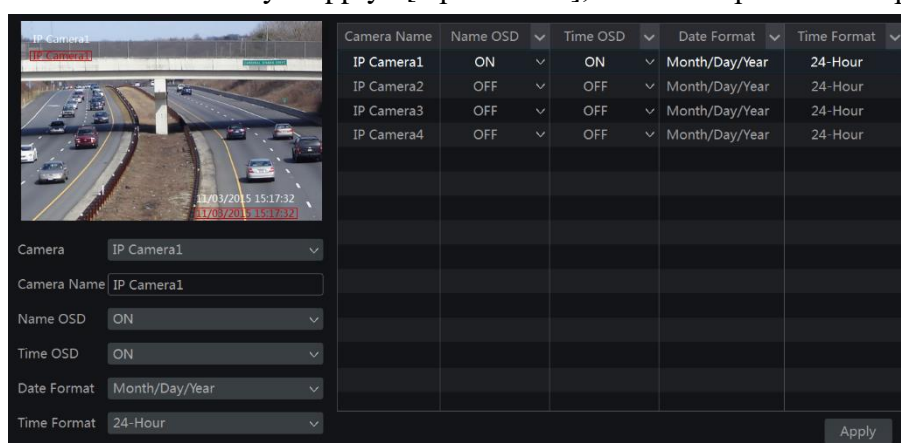 IP Camera1
IP Camera1
11/03/2015 15:17:32
11/03/2015 15:17:32
Camera IP Camera1
Camera Name IP Camera1
Name OSD ON
Time OSD ON
Date Format Month/Day/Year
Time Format 24-Hour
Camera Name Name OSD Time OSD Date Format Time Format
IP Camera1 ON ON Month/Day/Year 24-Hour
IP Camera2 OFF OFF Month/Day/Year 24-Hour
IP Camera3 OFF OFF Month/Day/Year 24-Hour
IP Camera4 OFF OFF Month/Day/Year 24-Hour
Apply